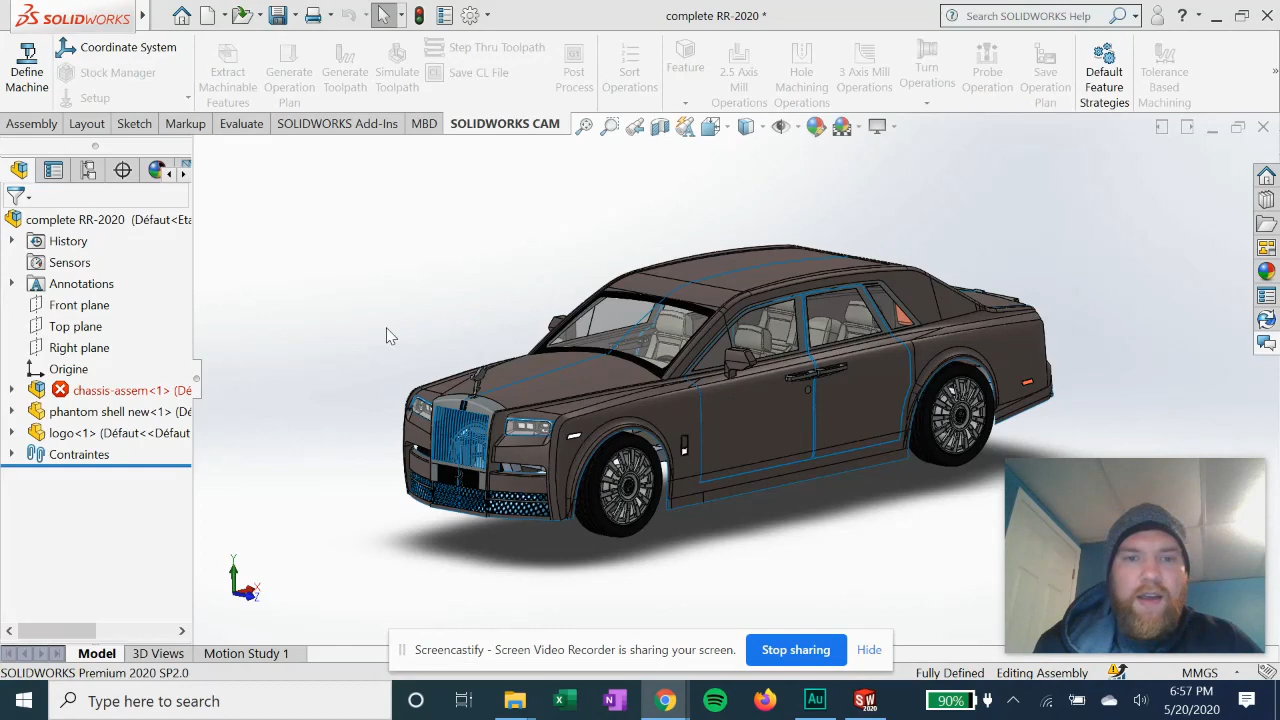 SOLIDWORKS
complete RR-2020 *
Search SOLIDWORKS Help
?
Define
Machine
Coordinate System
Stock Manager
Setup
Extract
Machinable
Features
Generate
Operation
Plan
Generate
Toolpath
Simulate
Toolpath
Step Thru Toolpath
Save CL File
Post
Process
Sort
Operations
Feature
2.5 Axis
Mill
Operations
Hole
Machining
Operations
3 Axis Mill
Operations
Turn
Operations
Probe
Operation
Save
Operation
Plan
Default
Feature
Strategies
Tolerance
Based
Machining
Assembly
Layout
Sketch
Markup
Evaluate
SOLIDWORKS Add-Ins
MBD
SOLIDWORKS CAM
complete RR-2020 (Défaut<Eta
History
Sensors
Annotations
Front plane
Top plane
Right plane
Origine
chassis-assem<1> (Dé
phantom shell new<1> (Dé
logo<1> (Défaut<<Défaut
Contraintes
Y
X
Z
Screencastify - Screen Video Recorder is sharing your screen.
Stop sharing
Hide
Model
3D Views
Motion Study 1
SOLIDWORKS Premium 2020 SP2.0
Fully Defined
Editing Assembly
MMGS
Type here to search
Au
SW
2020
90%
6:57 PM
5/20/2020